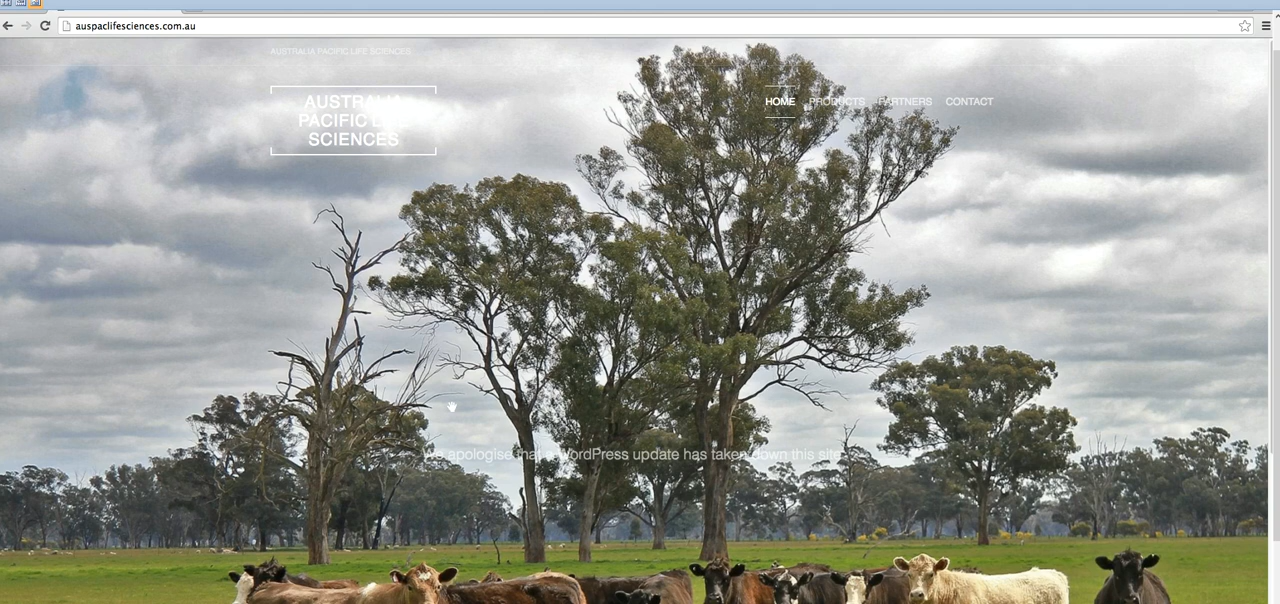 auspaclifesciences.com.au
AUSTRALIA PACIFIC LIFE SCIENCES
AUSTRALIA
PACIFIC LIFE
SCIENCES
HOME PRODUCTS PARTNERS CONTACT
We apologise that a WordPress update has taken down this site